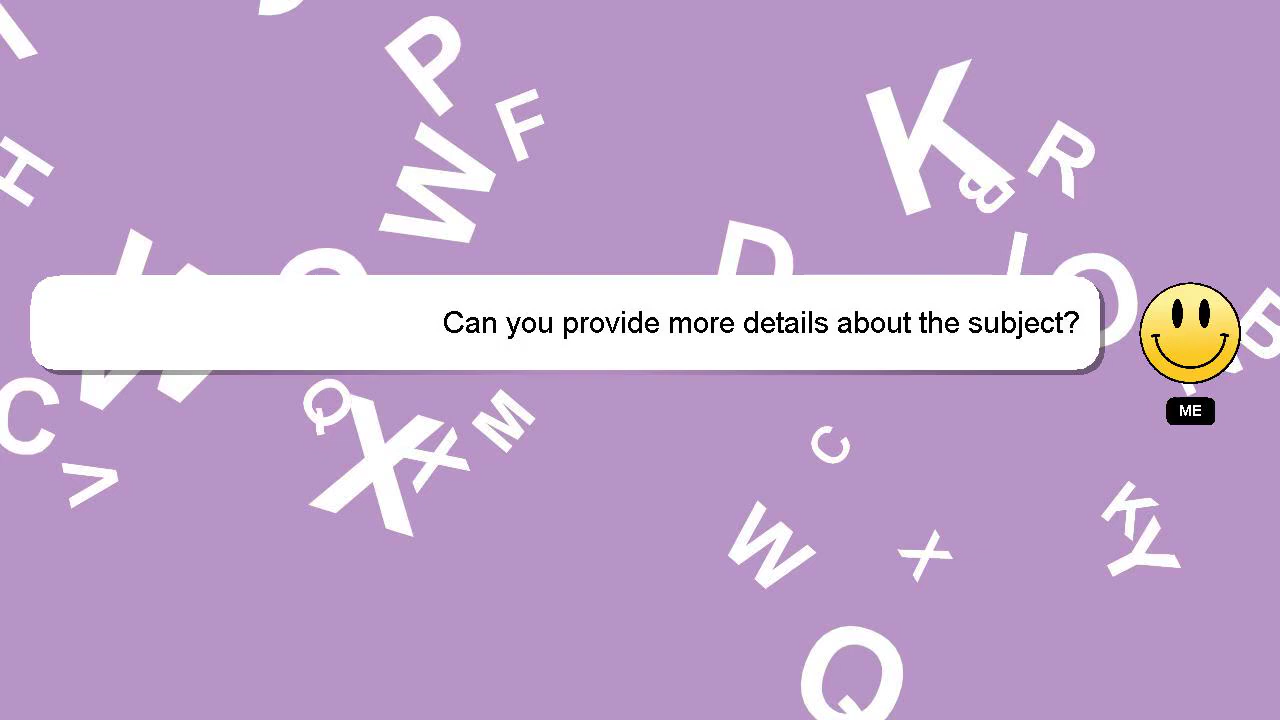 Can you provide more details about the subject?
ME
P
F
W
K
R
B
H
D
C
V
Q
X
X
M
C
W
X
K
Y
Q